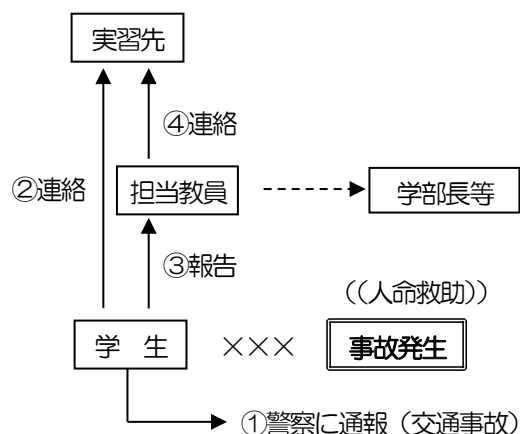 実習先
④連絡
②連絡
担当教員
学部長等
③報告
((人命救助))
学　生
×××
事故発生
①警察に通報（交通事故）